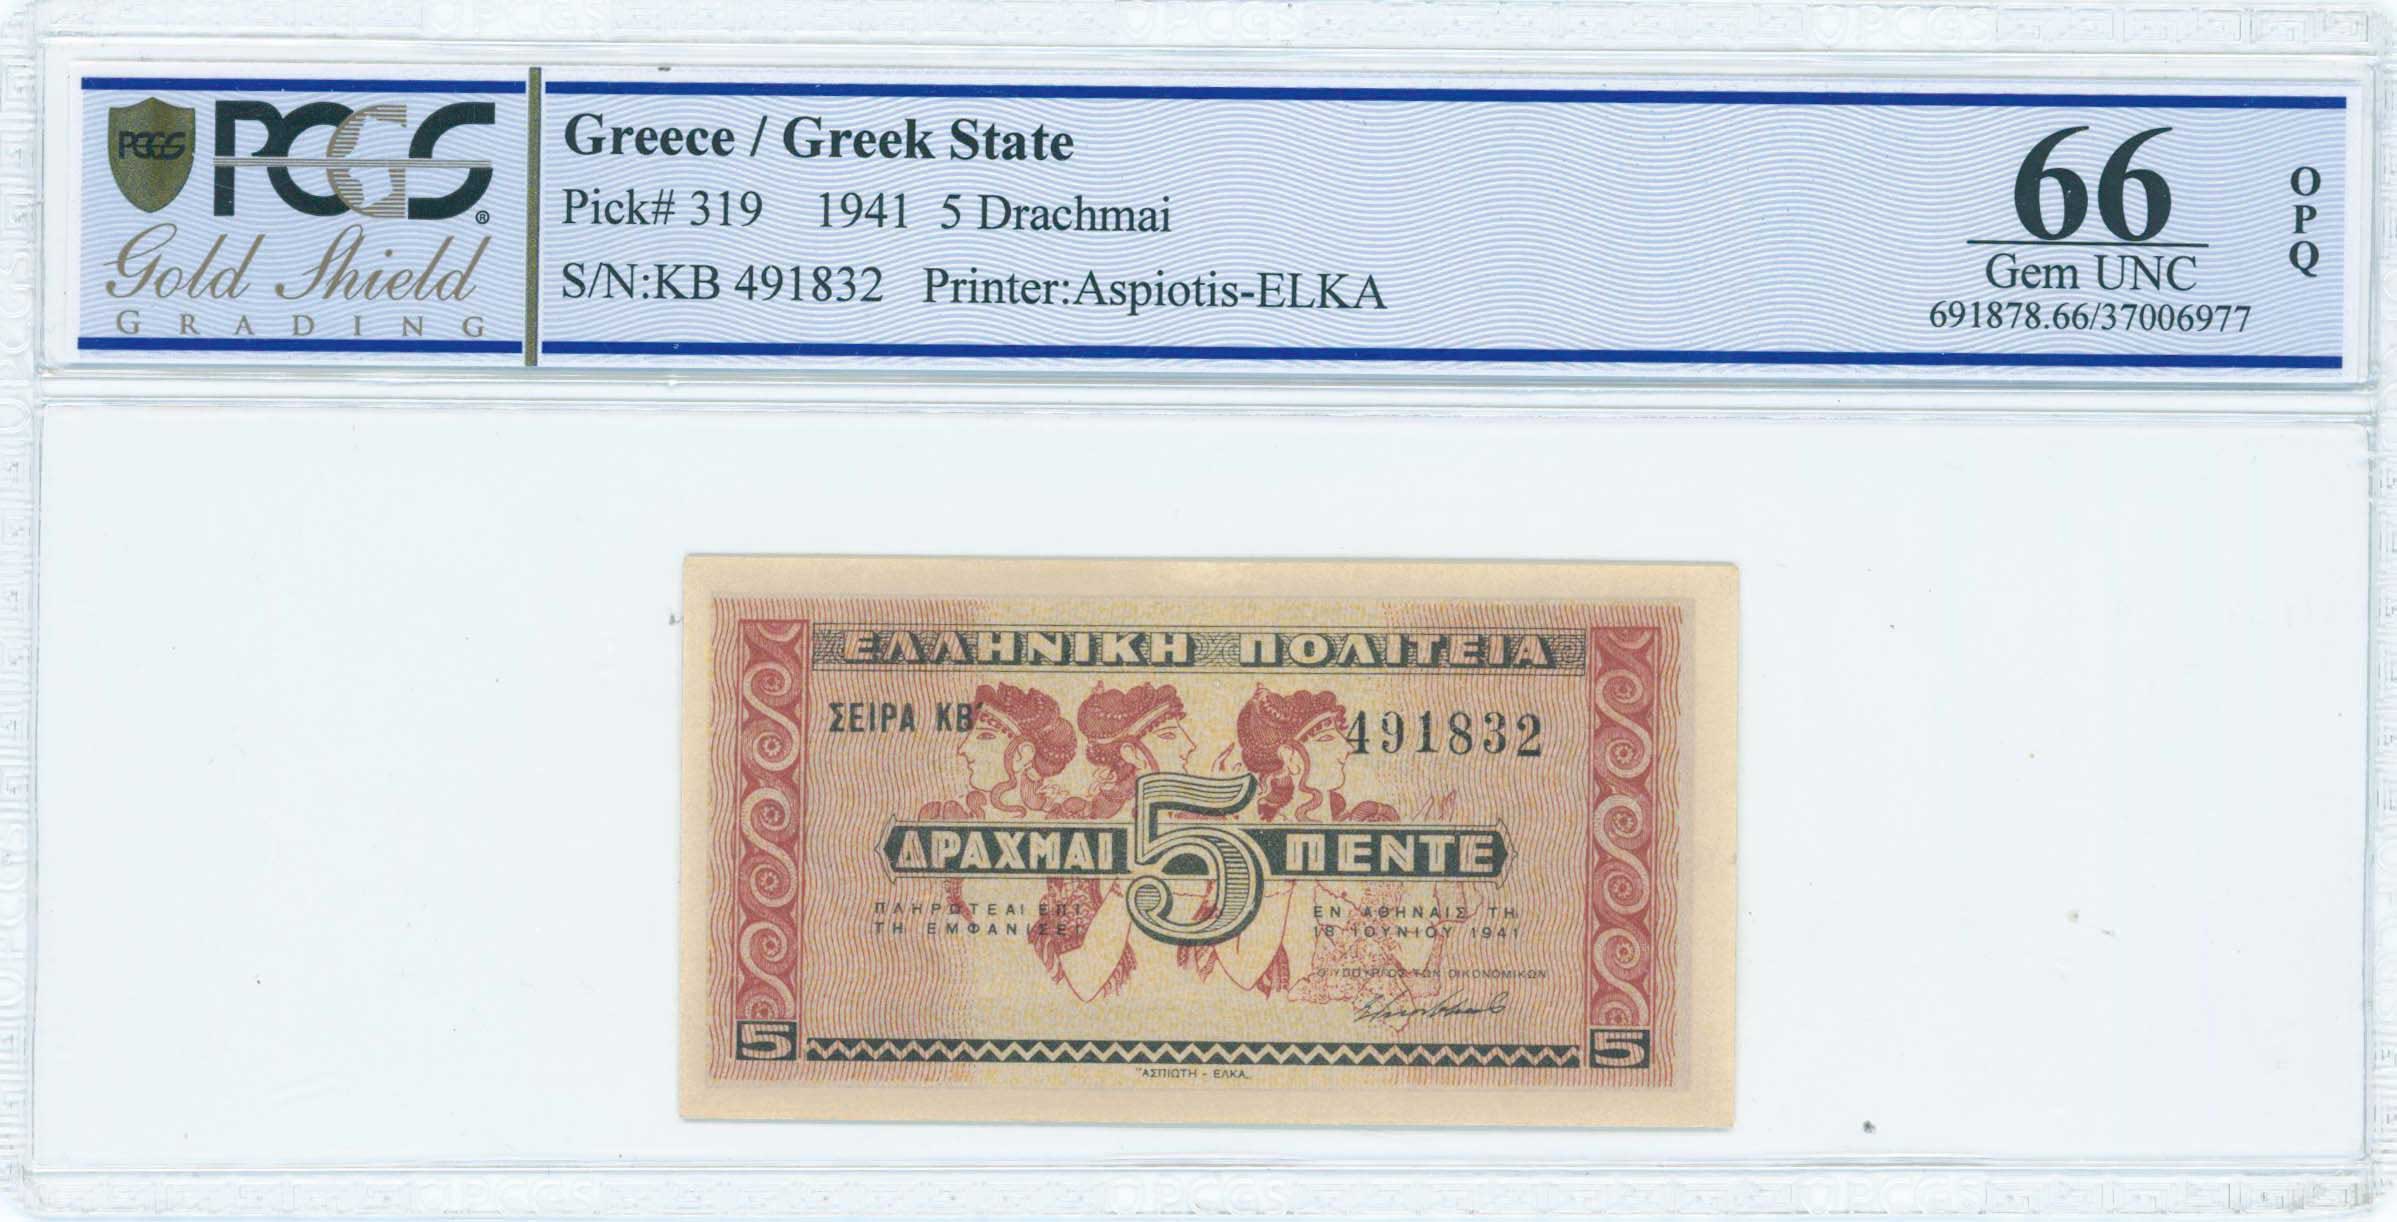 PCGS PCGS®
Gold Shield
GRADING
Greece / Greek State
Pick# 319 1941 5 Drachmai
S/N:KB 491832 Printer:Aspiotis-ELKA
66
Gem UNC
691878.66/37006977
OPQ
ΕΛΛΗΝΙΚΗ ΠΟΛΙΤΕΙΑ
ΣΕΙΡΑ ΚΒ' 491832
ΔΡΑΧΜΑΙ 5 ΠΕΝΤΕ
ΠΛΗΡΩΤΕΑΙ ΕΠΙ
ΤΗ ΕΜΦΑΝΙΣΕΙ
ΕΝ ΑΘΗΝΑΙΣ ΤΗ
18 ΙΟΥΝΙΟΥ 1941
Ο ΥΠΟΥΡΓΟΣ ΤΩΝ ΟΙΚΟΝΟΜΙΚΩΝ
5 5
"ΑΣΠΙΩΤΗ - ΕΛΚΑ„